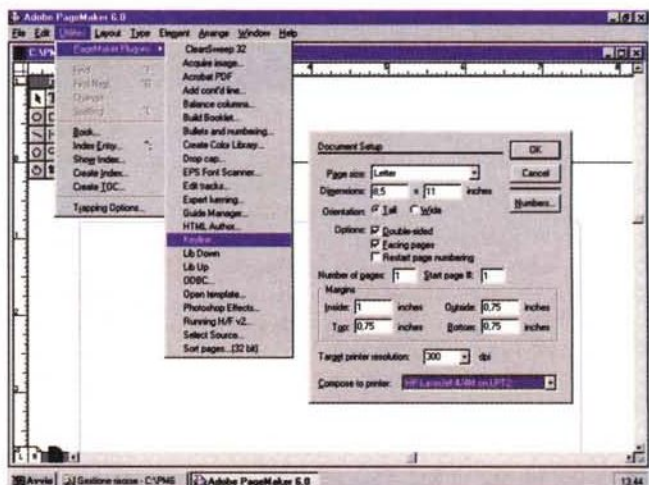 Adobe PageMaker 6.0
File Edit Utilities Layout Type Element Arrange Window Help
PageMaker Plug-ins
Find
Find Next
Change
Spelling
Book...
Index Entry...
Show Index...
Create Index...
Create TOC...
Trapping Options...
CleanSweep 32
Acquire image...
Acrobat PDF
Add cont'd line...
Balance columns...
Build Booklet...
Bullets and numbering...
Create Color Library...
Drop cap...
EPS Font Scanner...
Edit tracks...
Expert kerning...
Guide Manager...
HTML Author...
Keyline...
Lib Down
Lib Up
ODBC...
Open template...
Photoshop Effects...
Running H/F v2...
Select Source...
Sort pages...(32 bit)
Document Setup
OK
Cancel
Numbers...
Page size: Letter
Dimensions: 8,5 x 11 inches
Orientation: Tall Wide
Options: Double-sided
Facing pages
Restart page numbering
Number of pages: 1 Start page #: 1
Margins
Inside: 1 inches Outside: 0,75 inches
Top: 0,75 inches Bottom: 0,75 inches
Target printer resolution: 300 dpi
Compose to printer: HP LaserJet 4/4M on LPT2
Avvio Gestione risorse - C:\PM6 Adobe PageMaker 6.0 13.44